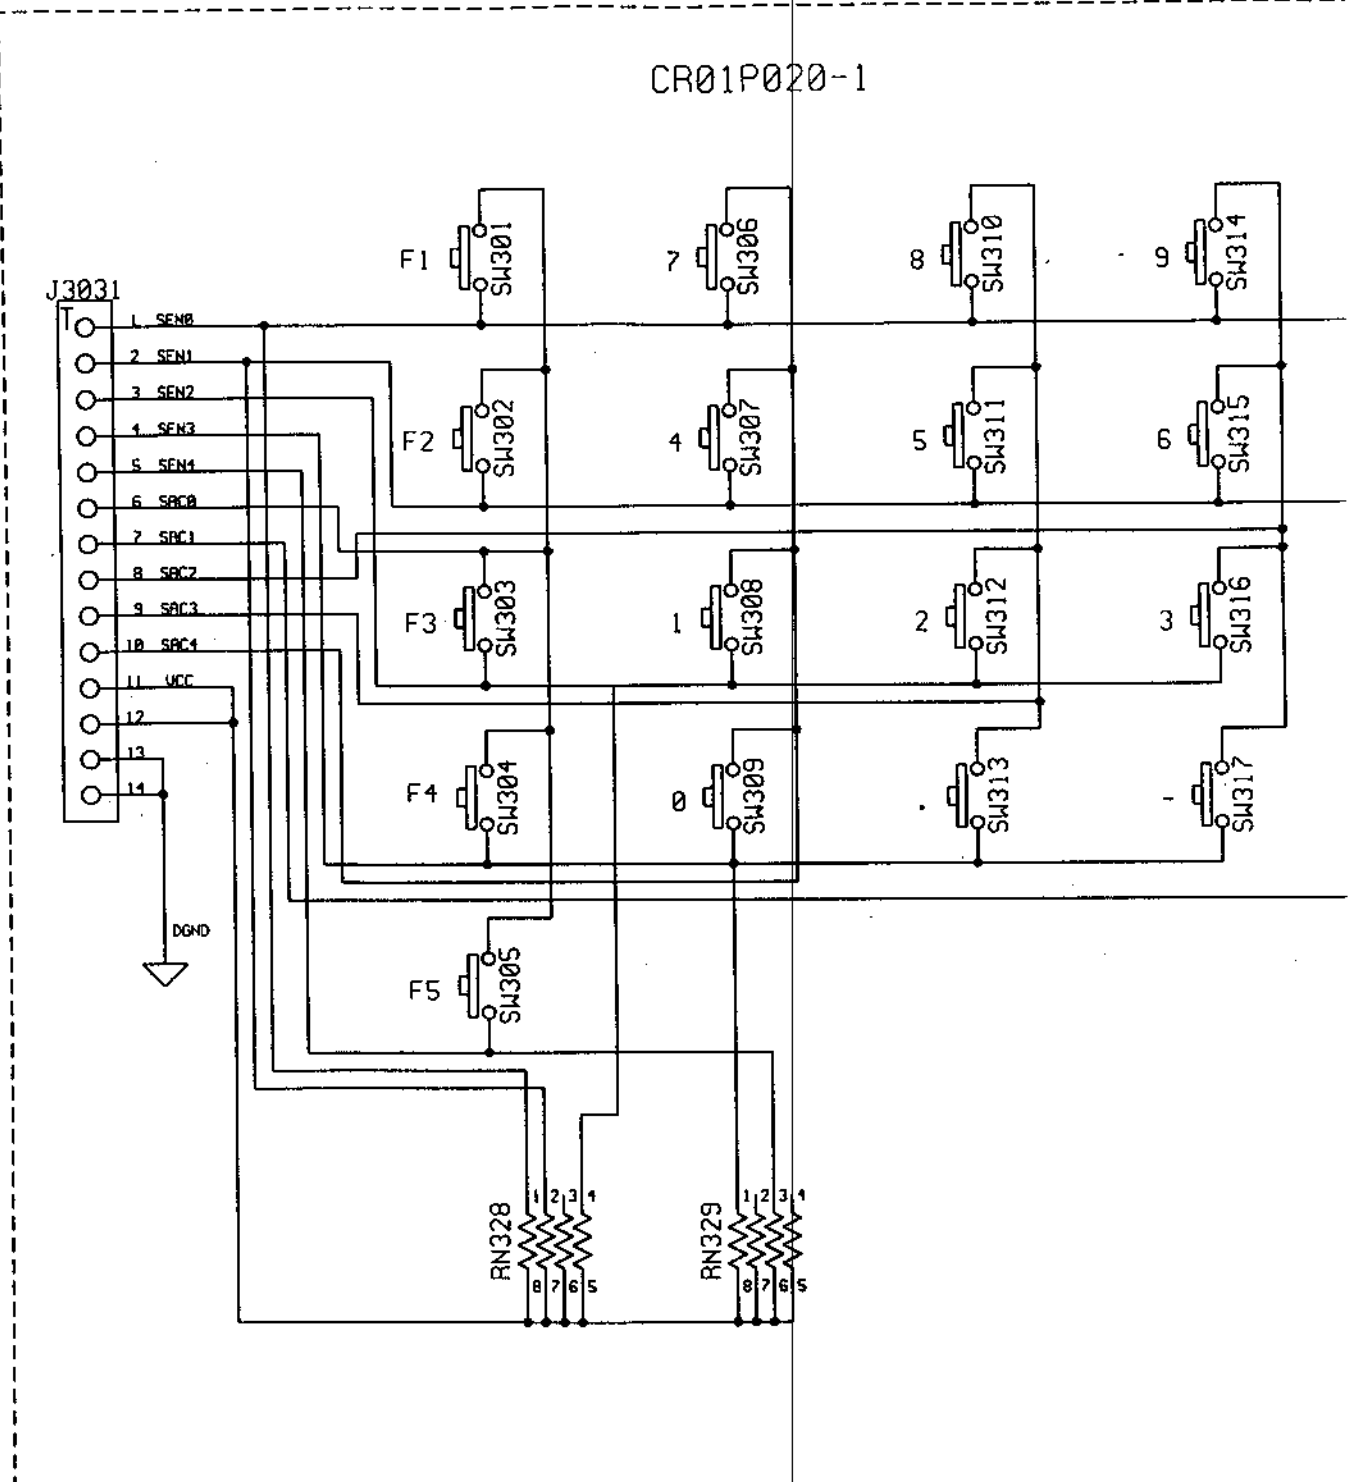 CR01P020-1
F1
SW301
7
SW306
8
SW310
9
SW314
J3031
T
1 SEN0
2 SEN1
3 SEN2
4 SEN3
5 SEN4
6 SAC0
7 SAC1
8 SAC2
9 SAC3
10 SAC4
11 VCC
12
13
14
F2
SW302
4
SW307
5
SW311
6
SW315
F3
SW303
1
SW308
2
SW312
3
SW316
F4
SW304
0
SW309
.
SW313
-
SW317
DGND
F5
SW305
RN328
1 2 3 4
8 7 6 5
RN329
1 2 3 4
8 7 6 5